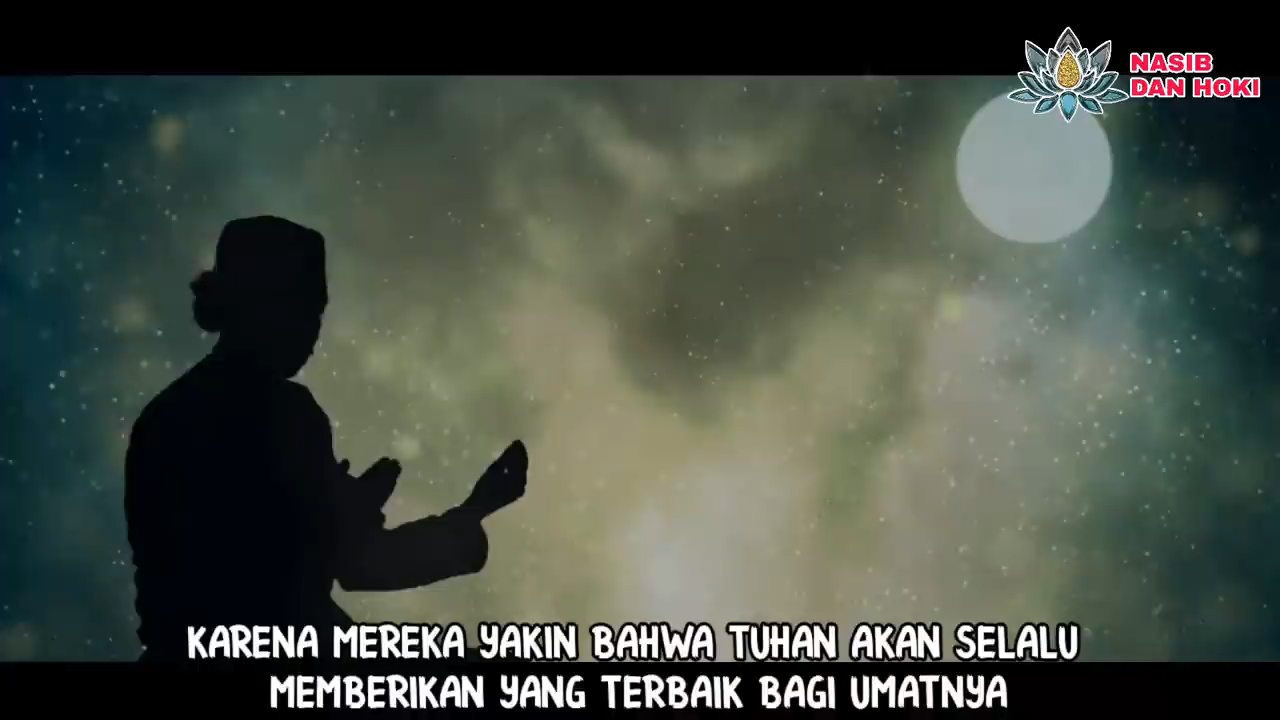 NASIB
DAN HOKI
KARENA MEREKA YAKIN BAHWA TUHAN AKAN SELALU
MEMBERIKAN YANG TERBAIK BAGI UMATNYA